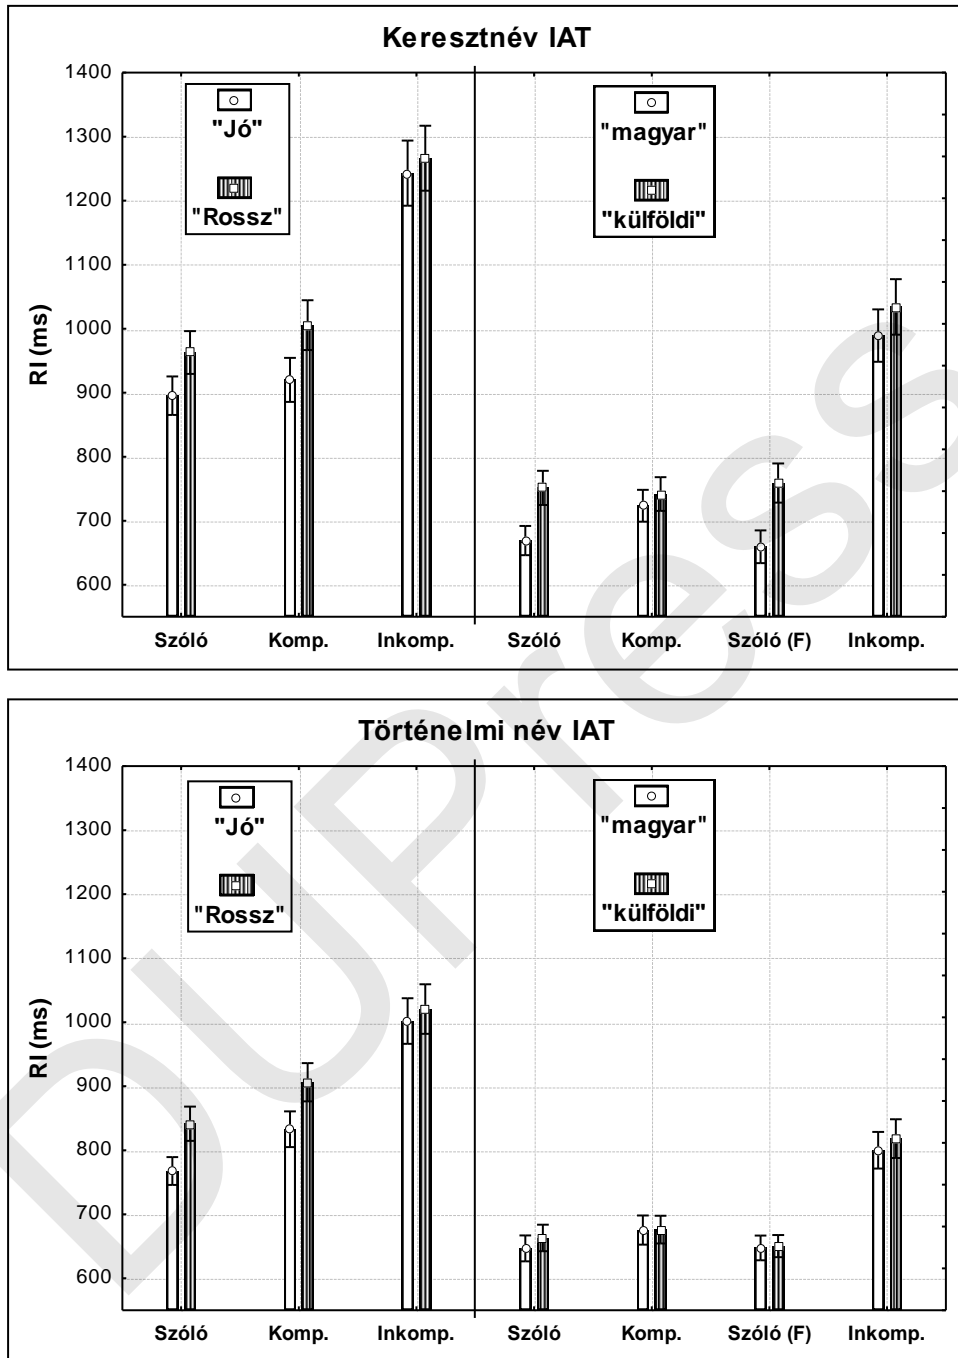 Keresztnév IAT
1400
1300
1200
1100
1000
900
800
700
600
RI (ms)
"Jó"
"Rossz"
"magyar"
"külföldi"
Szóló Komp. Inkomp. Szóló Komp. Szóló (F) Inkomp.
Történelmi név IAT
1400
1300
1200
1100
1000
900
800
700
600
RI (ms)
"Jó"
"Rossz"
"magyar"
"külföldi"
Szóló Komp. Inkomp. Szóló Komp. Szóló (F) Inkomp.
DUPress